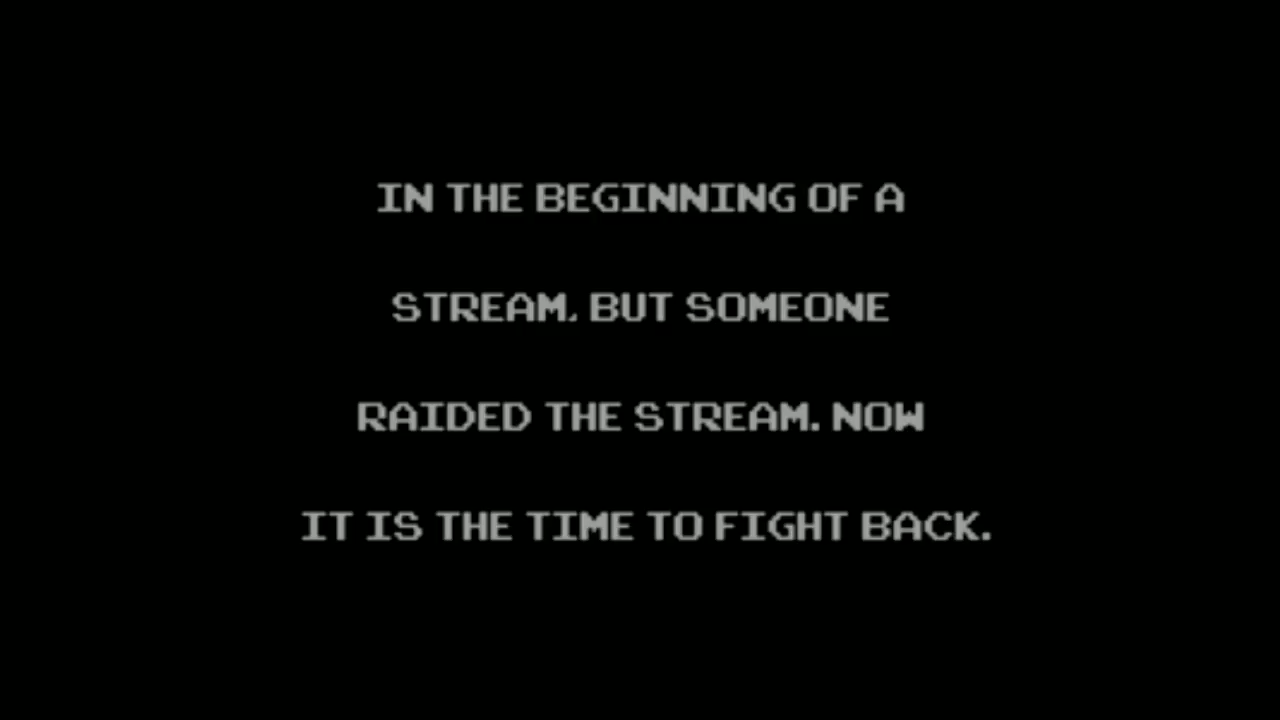 IN THE BEGINNING OF A
STREAM, BUT SOMEONE
RAIDED THE STREAM. NOW
IT IS THE TIME TO FIGHT BACK.